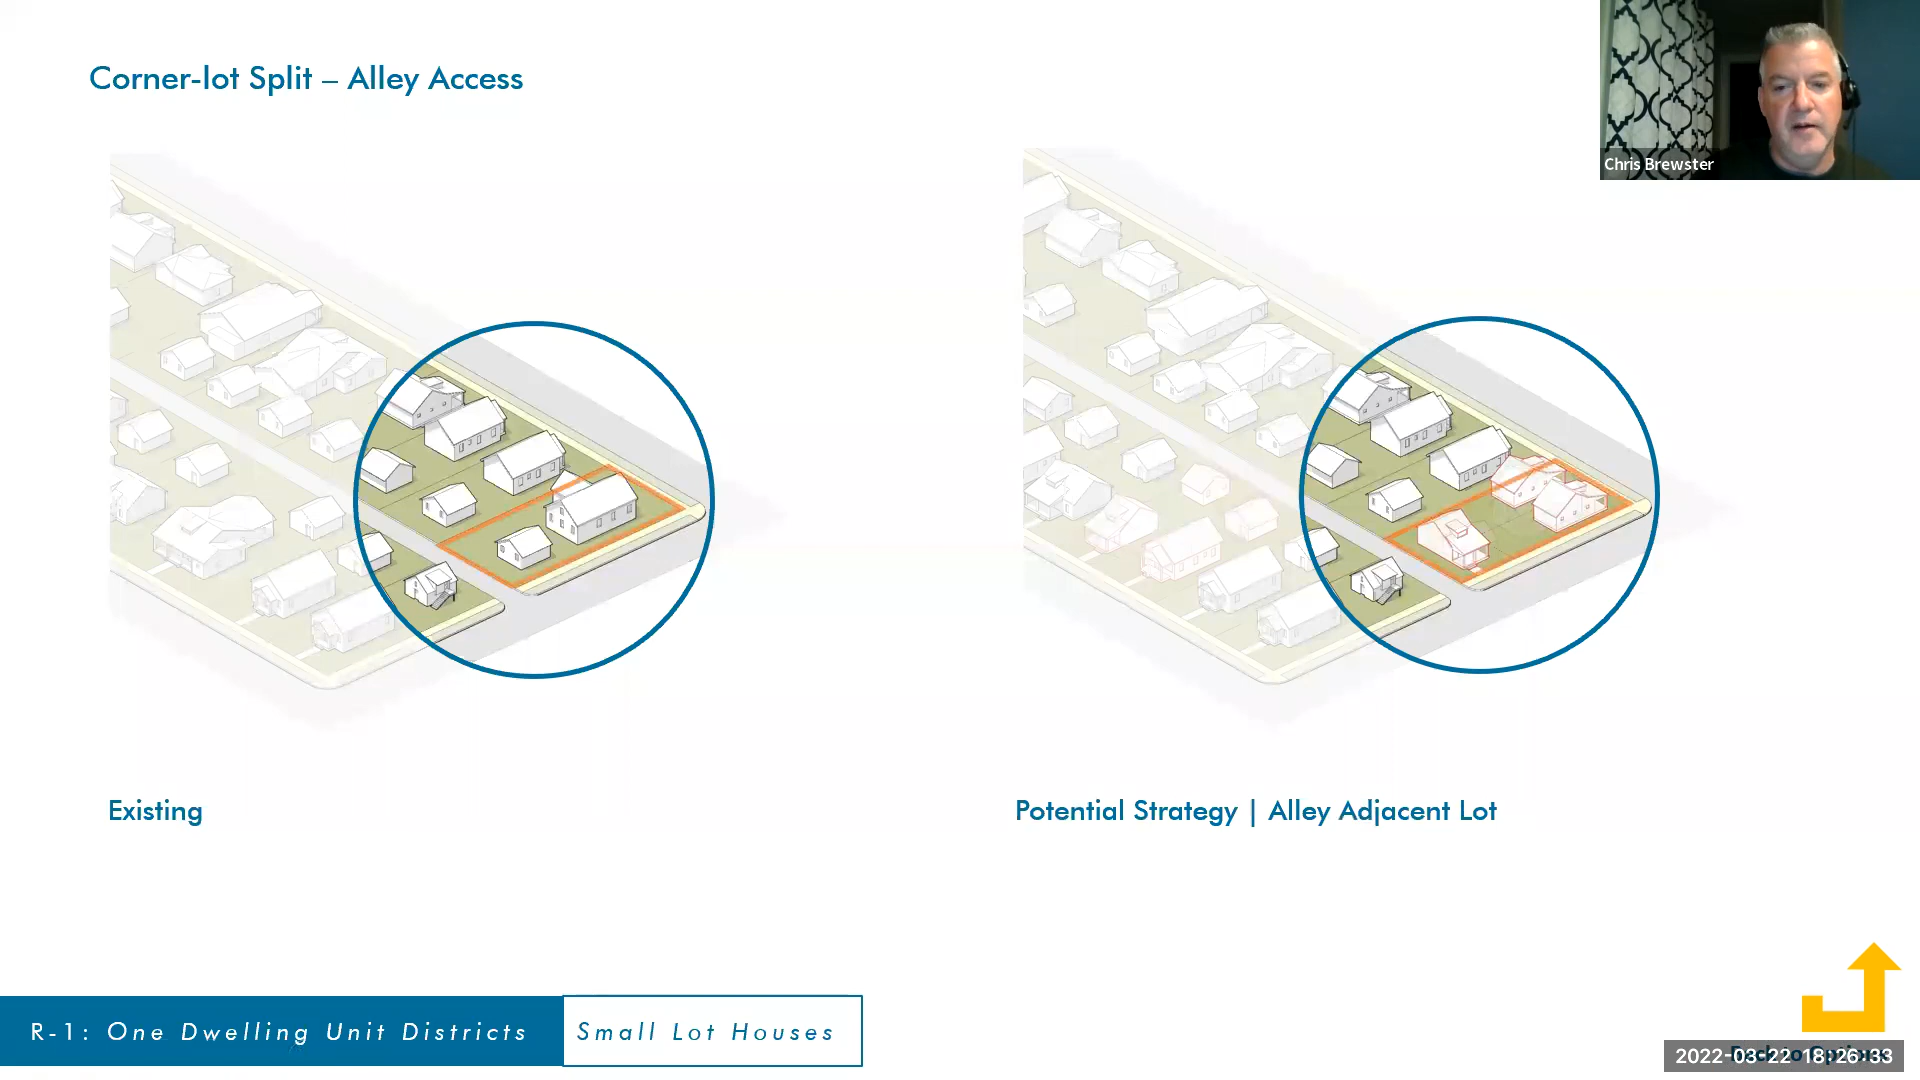 Corner-lot Split – Alley Access
Chris Brewster
Existing
Potential Strategy | Alley Adjacent Lot
R-1: One Dwelling Unit Districts
Small Lot Houses
2022-03-22 18:26:33